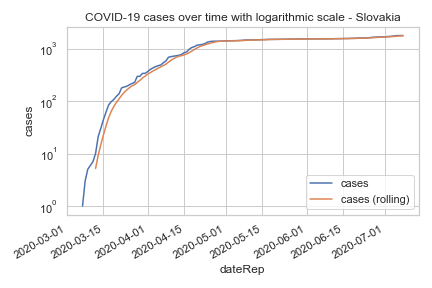 COVID-19 cases over time with logarithmic scale - Slovakia
cases
10³
10²
10¹
10⁰
cases
cases (rolling)
2020-03-01
2020-03-15
2020-04-01
2020-04-15
2020-05-01
2020-05-15
2020-06-01
2020-06-15
2020-07-01
dateRep